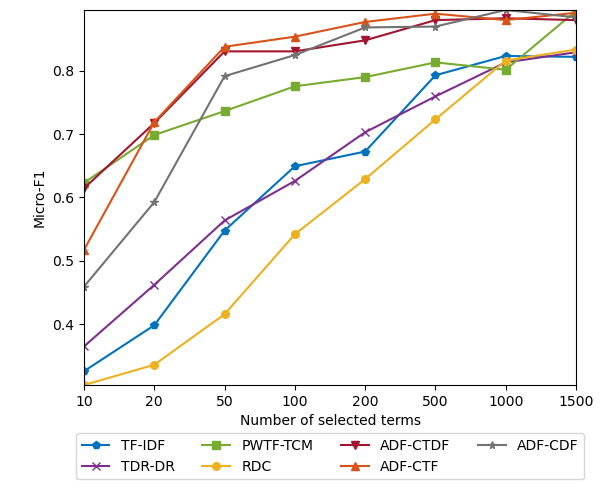 0.8
0.7
0.6
0.5
0.4
Micro-F1
10 20 50 100 200 500 1000 1500
Number of selected terms
TF-IDF PWTF-TCM ADF-CTDF ADF-CDF
TDR-DR RDC ADF-CTF